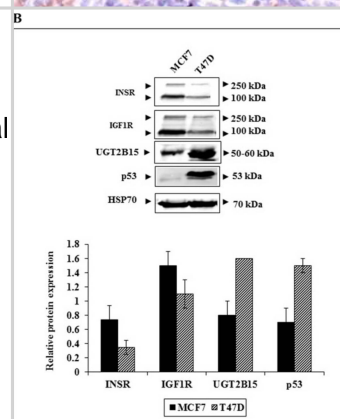 B
MCF7 T47D
INSR
250 kDa
100 kDa
IGF1R
250 kDa
100 kDa
UGT2B15
50-60 kDa
p53
53 kDa
HSP70
70 kDa
Relative protein expression
1.8
1.6
1.4
1.2
1
0.8
0.6
0.4
0.2
0
INSR IGF1R UGT2B15 p53
MCF7 T47D